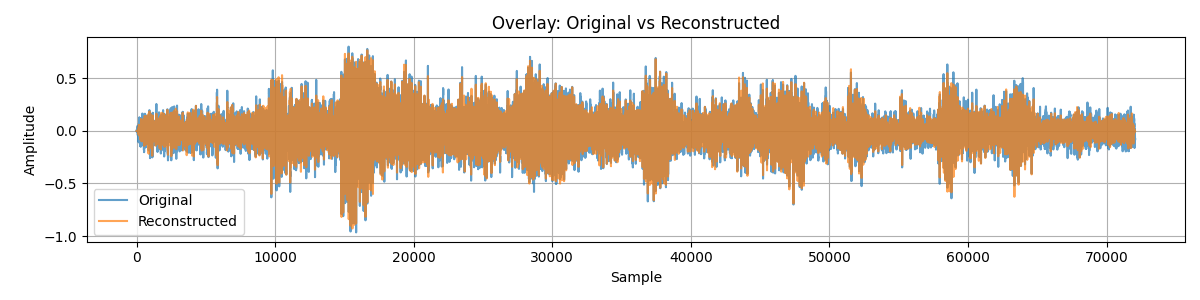 Overlay: Original vs Reconstructed
Amplitude
0.5
0.0
−0.5
−1.0
Original
Reconstructed
0 10000 20000 30000 40000 50000 60000 70000
Sample